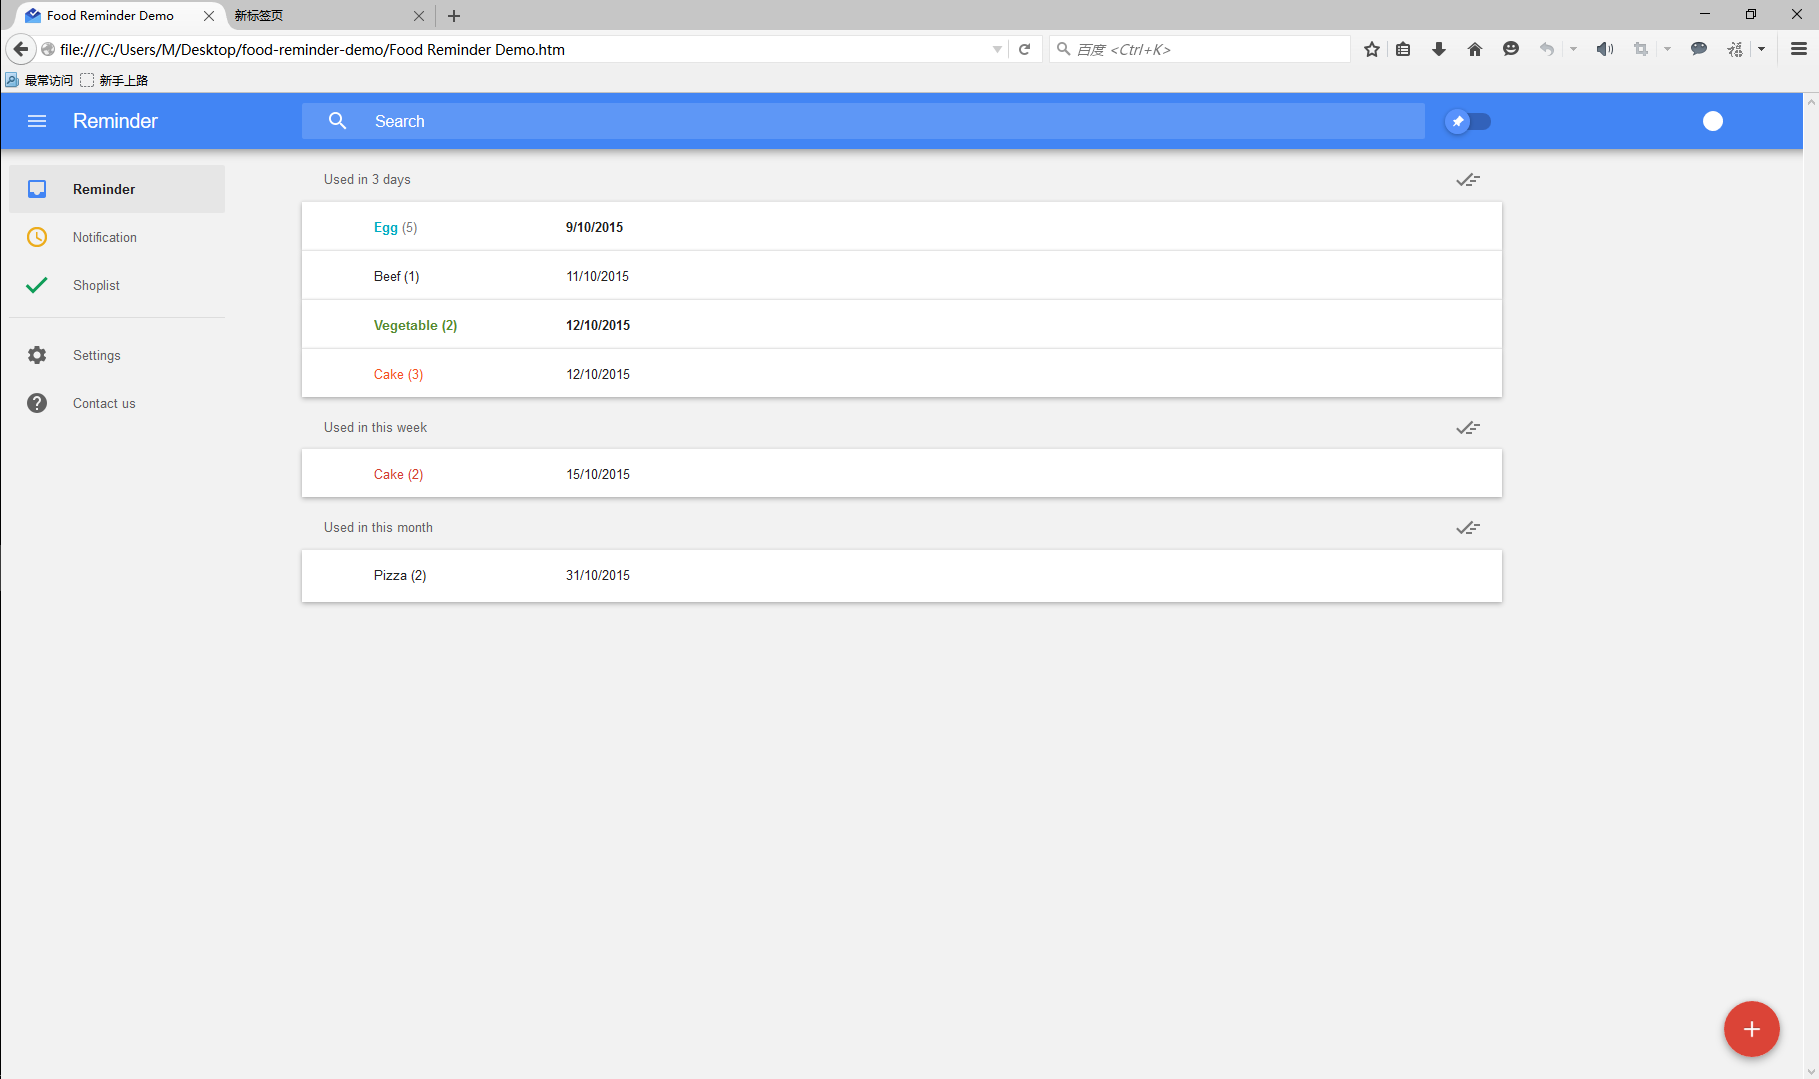 Food Reminder Demo
新标签页
file:///C:/Users/M/Desktop/food-reminder-demo/Food Reminder Demo.htm
百度 <Ctrl+K>
最常访问
新手上路
Reminder
Search
Reminder
Notification
Shoplist
Settings
Contact us
Used in 3 days
Egg (5) 9/10/2015
Beef (1) 11/10/2015
Vegetable (2) 12/10/2015
Cake (3) 12/10/2015
Used in this week
Cake (2) 15/10/2015
Used in this month
Pizza (2) 31/10/2015